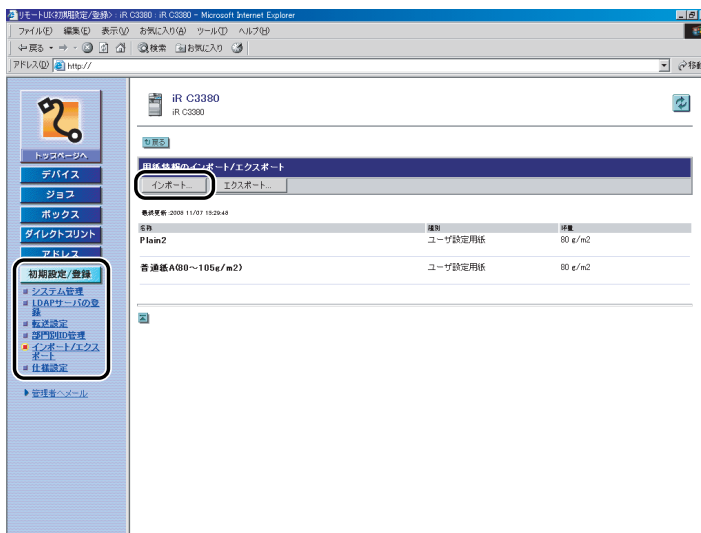 リモートUI<初期設定/登録> : iR C3380 : iR C3380 - Microsoft Internet Explorer
ファイル(F) 編集(E) 表示(V) お気に入り(A) ツール(T) ヘルプ(H)
戻る 検索 お気に入り
アドレス(D) http:// 移動
iR C3380
iR C3380
戻る
トップページへ
デバイス
ジョブ
ボックス
ダイレクトプリント
アドレス
初期設定/登録
システム管理
LDAPサーバの登
録
転送設定
部門別ID管理
インポート/エクス
ポート
仕様設定
管理者へメール
用紙情報のインポート/エクスポート
インポート... エクスポート...
最終更新 :2008 11/07 13:29:48
名称 種別 坪量
Plain2 ユーザ設定用紙 80 g/m2
普通紙A(80～105g/m2) ユーザ設定用紙 80 g/m2